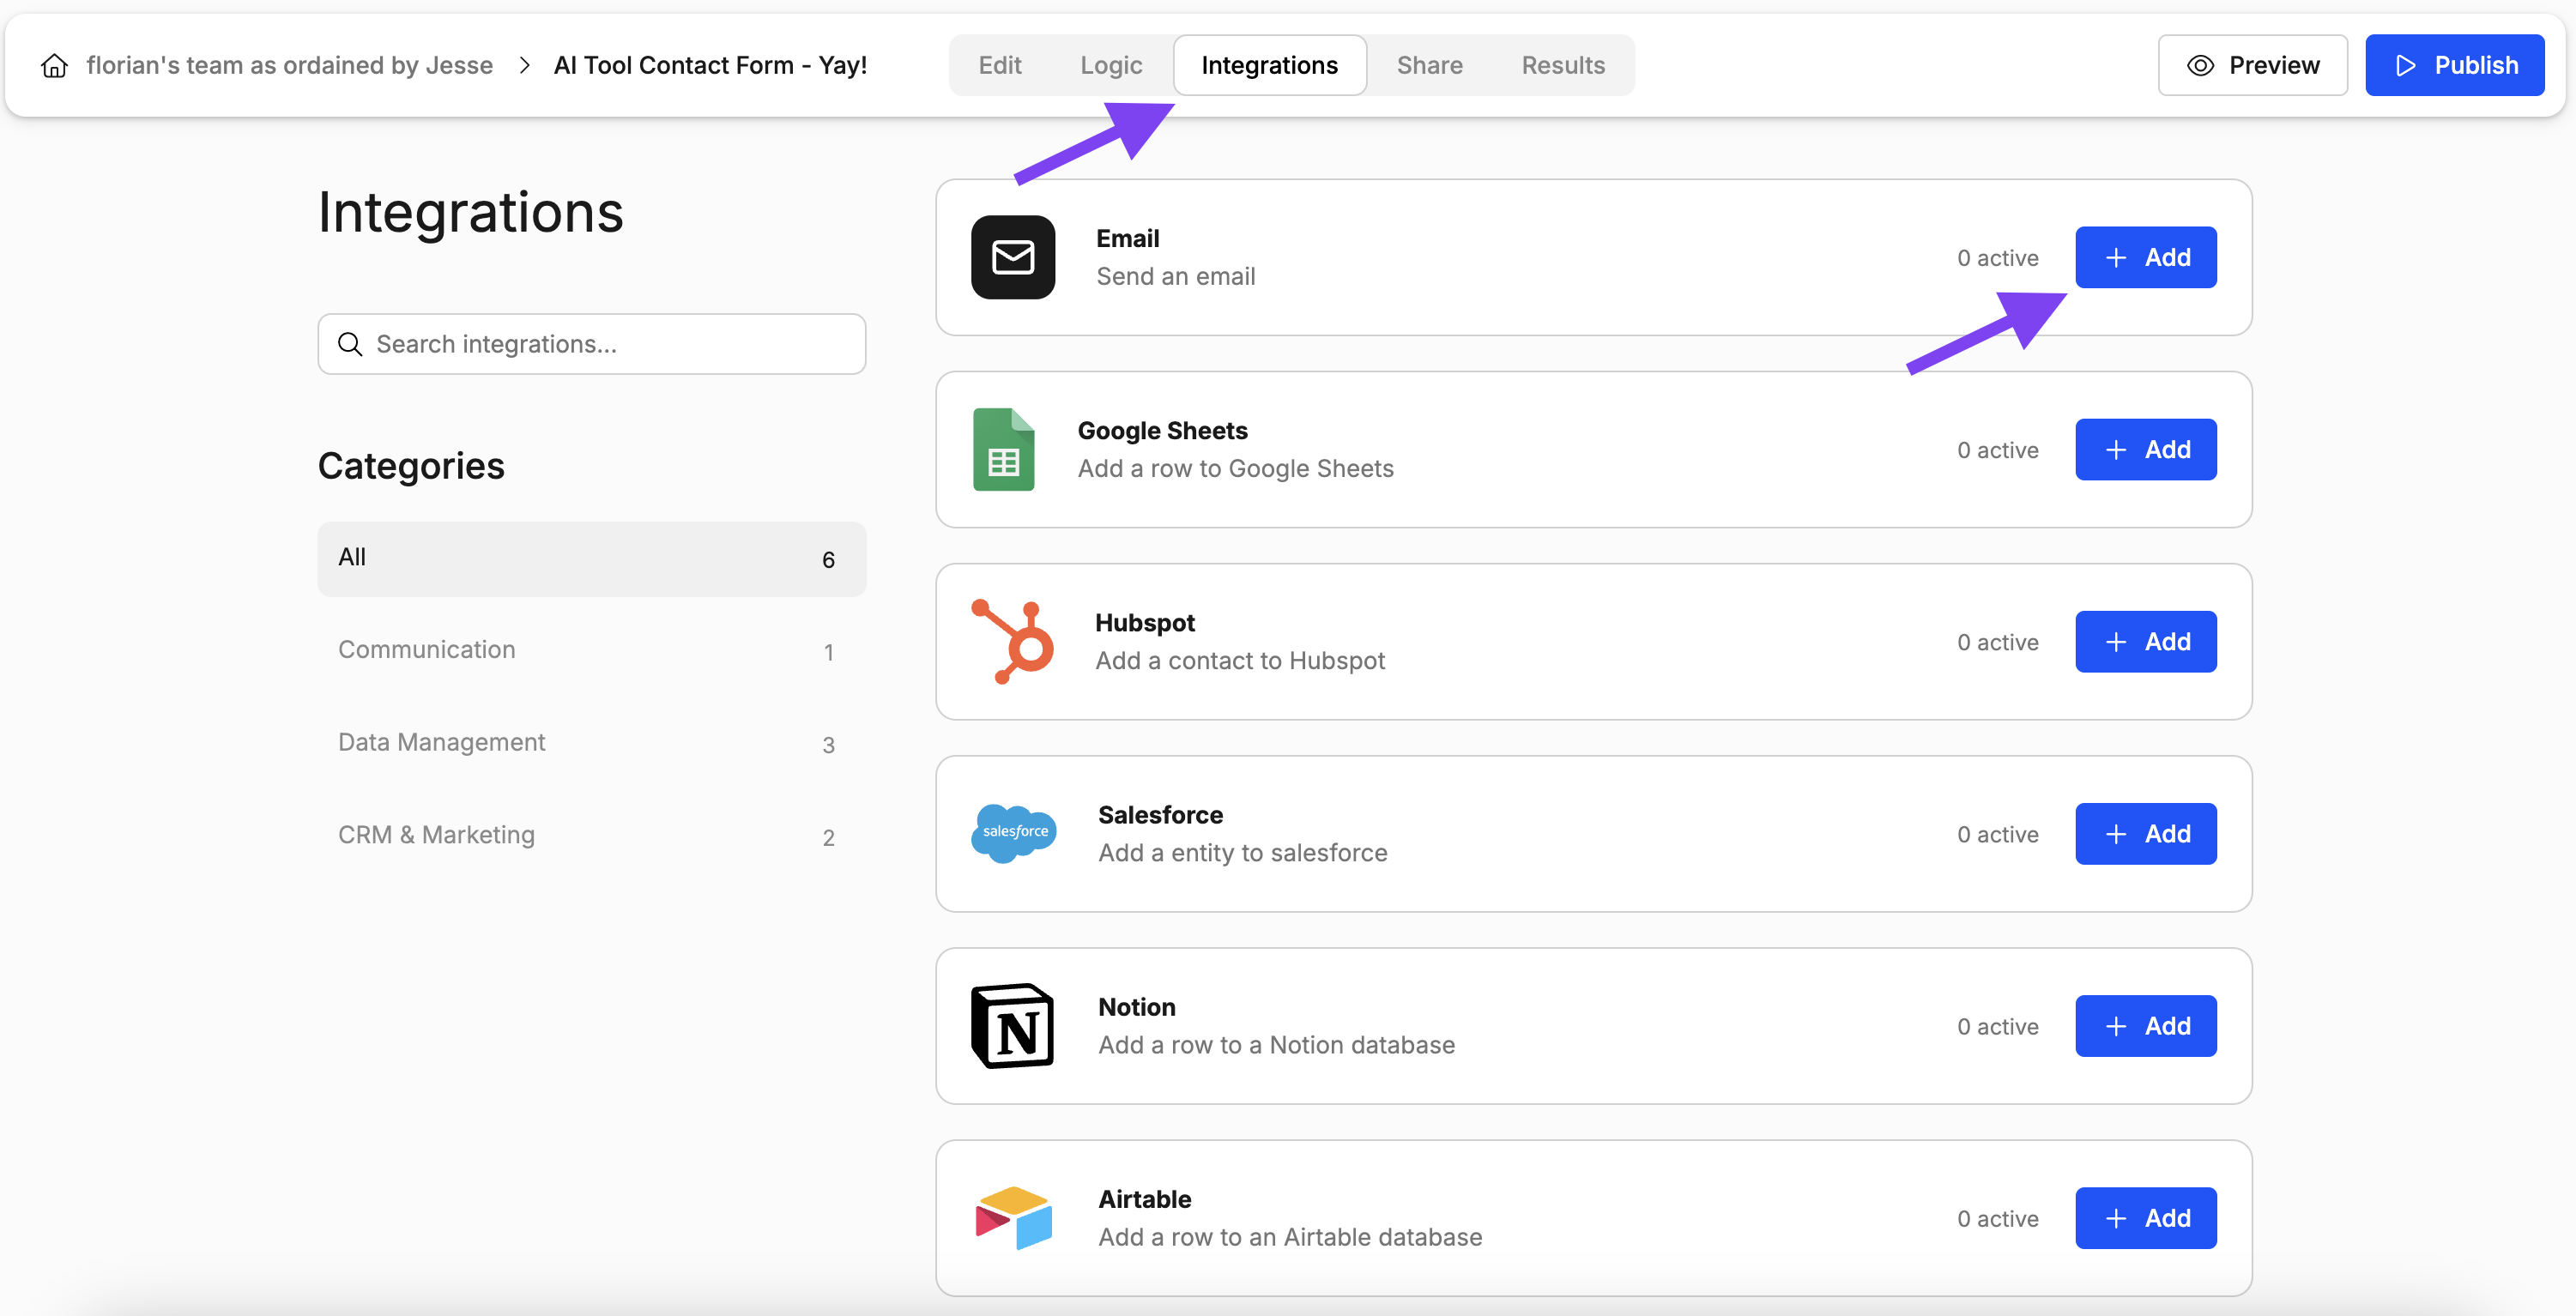 florian's team as ordained by Jesse > AI Tool Contact Form - Yay!
Edit Logic Integrations Share Results
Preview Publish
Integrations
Search integrations...
Categories
All 6
Communication 1
Data Management 3
CRM & Marketing 2
Email
Send an email
0 active + Add
Google Sheets
Add a row to Google Sheets
0 active + Add
Hubspot
Add a contact to Hubspot
0 active + Add
salesforce
Salesforce
Add a entity to salesforce
0 active + Add
N
Notion
Add a row to a Notion database
0 active + Add
Airtable
Add a row to an Airtable database
0 active + Add